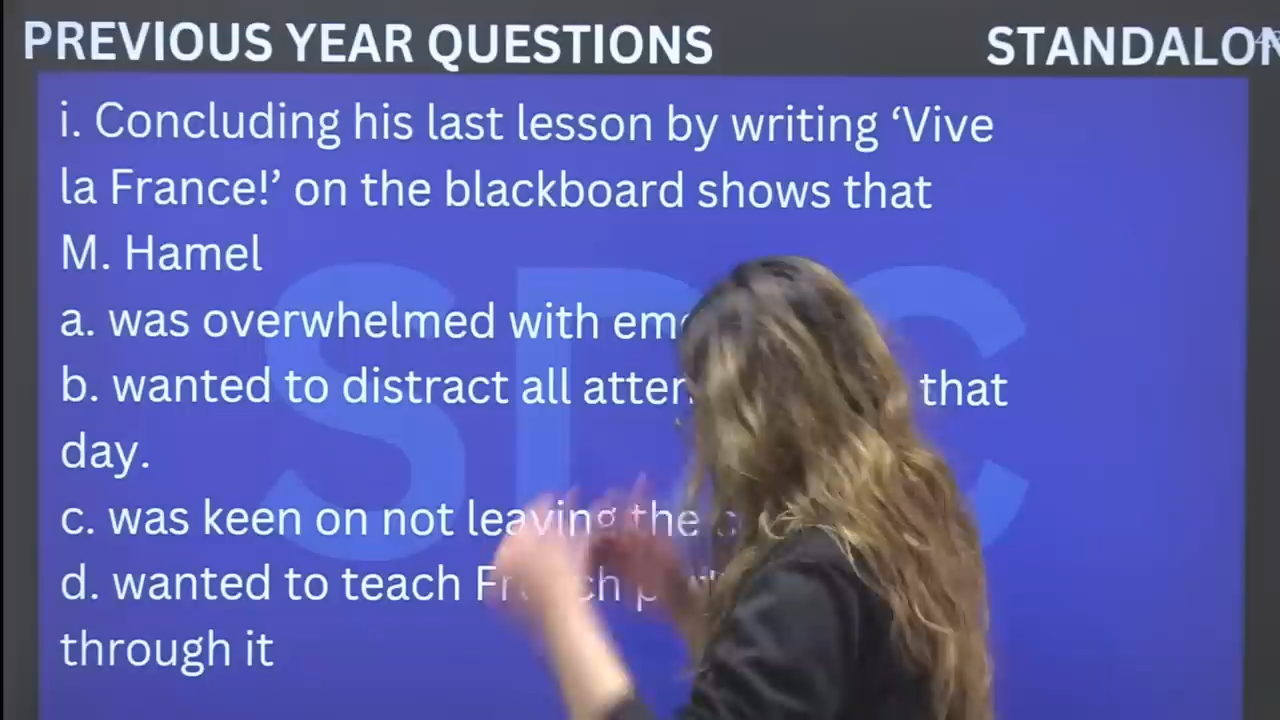 PREVIOUS YEAR QUESTIONS STANDALON
i. Concluding his last lesson by writing ‘Vive
la France!’ on the blackboard shows that
M. Hamel
a. was overwhelmed with
b. wanted to distract all that
day.
c. was keen on not leaving the
d. wanted to teach French
through it
SDC